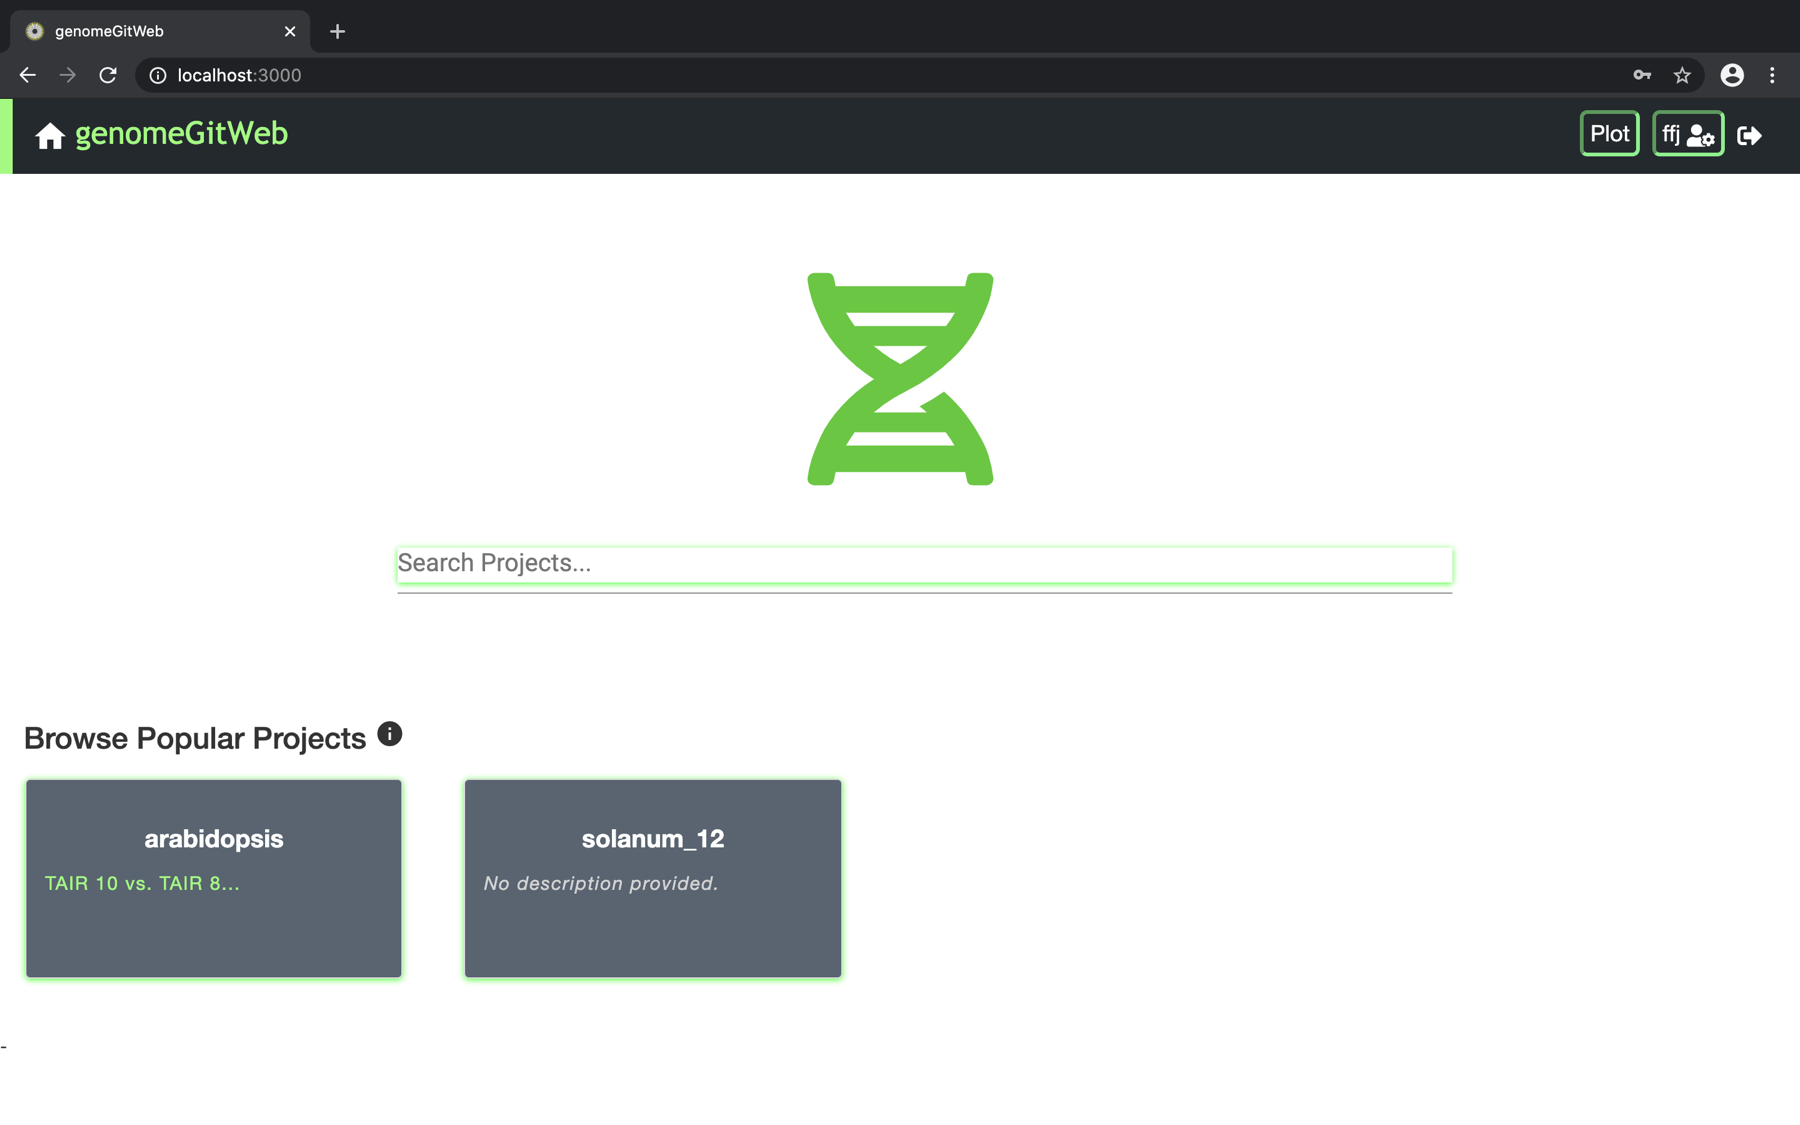 genomeGitWeb
localhost:3000
genomeGitWeb
Plot
ffj
Search Projects...
Browse Popular Projects
arabidopsis
solanum_12
TAIR 10 vs. TAIR 8...
No description provided.
-